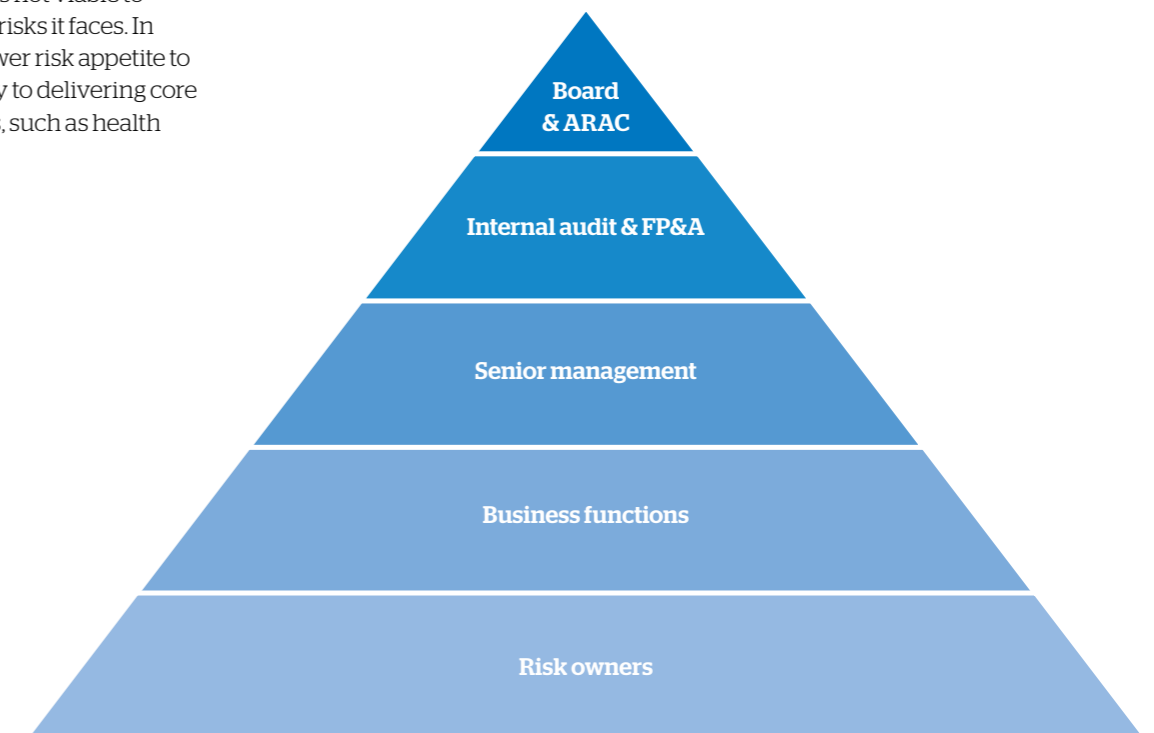 risks it faces. In
risk appetite to
to delivering core
such as health
Board
& ARAC
Internal audit & FP&A
Senior management
Business functions
Risk owners